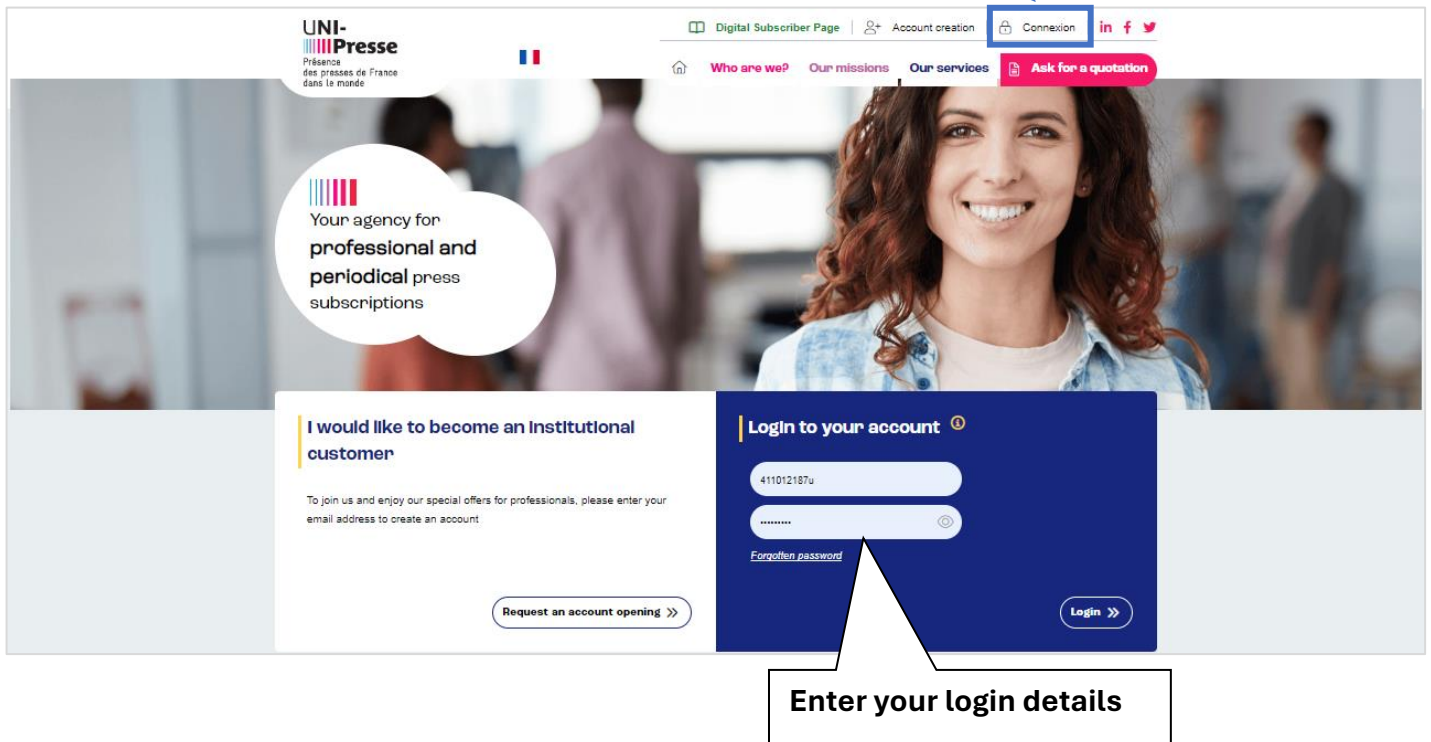 UNI-
Presse
Présence
des presses de France
dans le monde
Digital Subscriber Page
Account creation
Connexion
in f
Who are we?
Our missions
Our services
Ask for a quotation
Your agency for
professional and
periodical press
subscriptions
I would like to become an institutional
customer
To join us and enjoy our special offers for professionals, please enter your
email address to create an account
Request an account opening
Login to your account
411012187u
Forgotten password
Login
Enter your login details